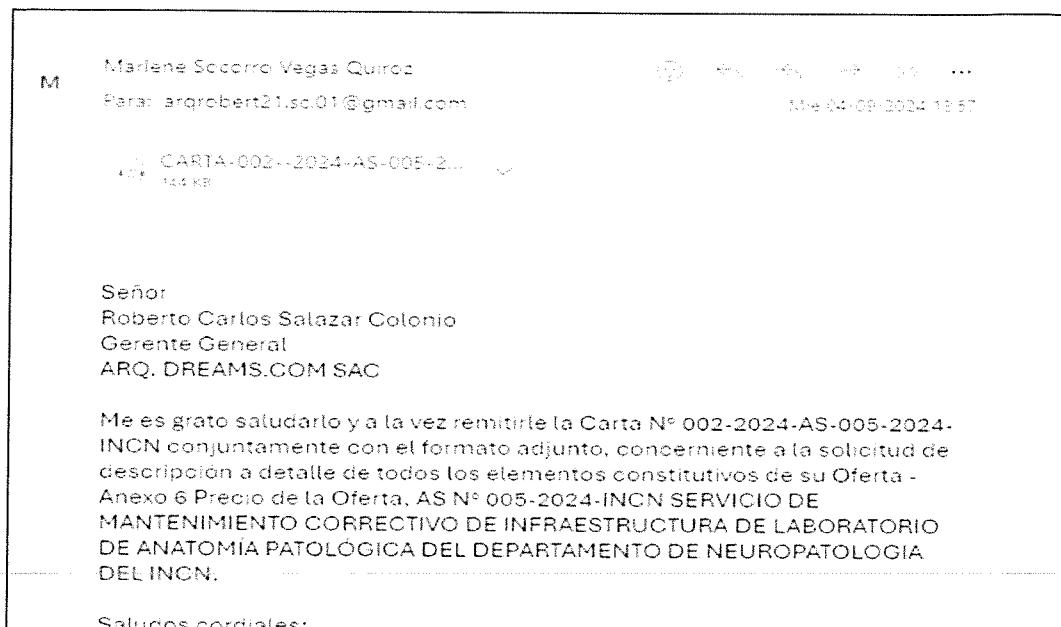 M
Marlene Socorro Vegas Quiroz
Para: arqrobert21.sc.01@gmail.com
Mié 04-09-2024 13:57
CARTA-002--2024-AS-005-2...
144 KB
Señor
Roberto Carlos Salazar Colonio
Gerente General
ARQ. DREAMS.COM SAC
Me es grato saludarlo y a la vez remitirle la Carta Nº 002-2024-AS-005-2024-
INCN conjuntamente con el formato adjunto, concerniente a la solicitud de
descripción a detalle de todos los elementos constitutivos de su Oferta -
Anexo 6 Precio de la Oferta, AS Nº 005-2024-INCN SERVICIO DE
MANTENIMIENTO CORRECTIVO DE INFRAESTRUCTURA DE LABORATORIO
DE ANATOMÍA PATOLÓGICA DEL DEPARTAMENTO DE NEUROPATOLOGIA
DEL INCN.
Saludos cordiales;